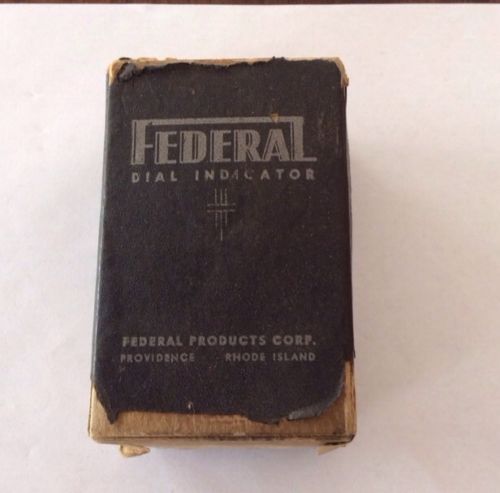 FEDERAL
DIAL INDICATOR
FEDERAL PRODUCTS CORP.
PROVIDENCE RHODE ISLAND